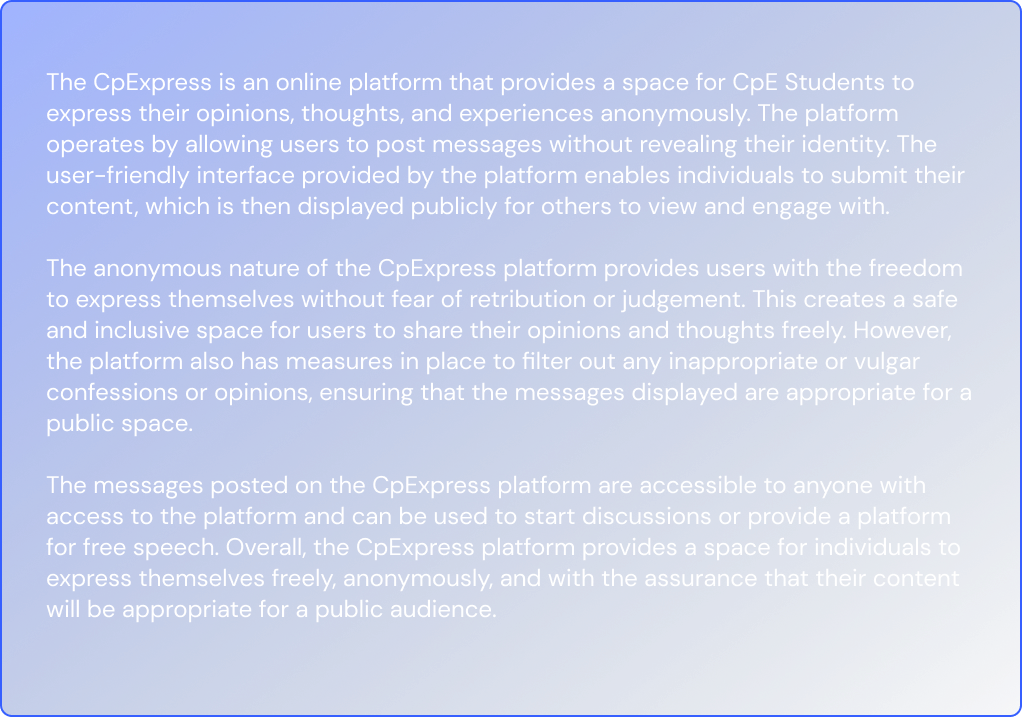 The CpExpress is an online platform that provides a space for CpE Students to
express their opinions, thoughts, and experiences anonymously. The platform
operates by allowing users to post messages without revealing their identity. The
user-friendly interface provided by the platform enables individuals to submit their
content, which is then displayed publicly for others to view and engage with.
The anonymous nature of the CpExpress platform provides users with the freedom
to express themselves without fear of retribution or judgement. This creates a safe
and inclusive space for users to share their opinions and thoughts freely. However,
the platform also has measures in place to filter out any inappropriate or vulgar
confessions or opinions, ensuring that the messages displayed are appropriate for a
public space.
The messages posted on the CpExpress platform are accessible to anyone with
access to the platform and can be used to start discussions or provide a platform
for free speech. Overall, the CpExpress platform provides a space for individuals to
express themselves freely, anonymously, and with the assurance that their content
will be appropriate for a public audience.